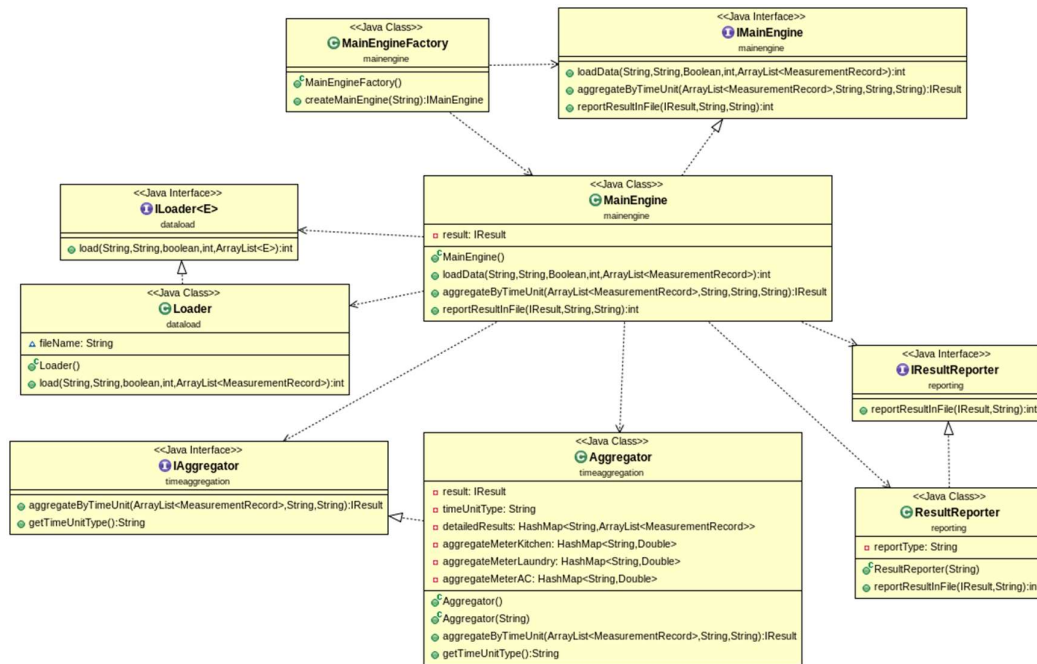 <<Java Class>>
MainEngineFactory
mainengine
MainEngineFactory()
createMainEngine(String):IMainEngine
<<Java Interface>>
IMainEngine
mainengine
loadData(String,String,Boolean,int,ArrayList<MeasurementRecord>):int
aggregateByTimeUnit(ArrayList<MeasurementRecord>,String,String,String):IResult
reportResultInFile(IResult,String,String):int
<<Java Interface>>
ILoader<E>
dataload
load(String,String,boolean,int,ArrayList<E>):int
<<Java Class>>
MainEngine
mainengine
result: IResult
MainEngine()
loadData(String,String,Boolean,int,ArrayList<MeasurementRecord>):int
aggregateByTimeUnit(ArrayList<MeasurementRecord>,String,String,String):IResult
reportResultInFile(IResult,String,String):int
<<Java Class>>
Loader
dataload
fileName: String
Loader()
load(String,String,boolean,int,ArrayList<MeasurementRecord>):int
<<Java Interface>>
IResultReporter
reporting
reportResultInFile(IResult,String):int
<<Java Interface>>
IAggregator
timeaggregation
aggregateByTimeUnit(ArrayList<MeasurementRecord>,String,String):IResult
getTimeUnitType():String
<<Java Class>>
Aggregator
timeaggregation
result: IResult
timeUnitType: String
detailedResults: HashMap<String,ArrayList<MeasurementRecord>>
aggregateMeterKitchen: HashMap<String,Double>
aggregateMeterLaundry: HashMap<String,Double>
aggregateMeterAC: HashMap<String,Double>
Aggregator()
Aggregator(String)
aggregateByTimeUnit(ArrayList<MeasurementRecord>,String,String):IResult
getTimeUnitType():String
<<Java Class>>
ResultReporter
reporting
reportType: String
ResultReporter(String)
reportResultInFile(IResult,String):int